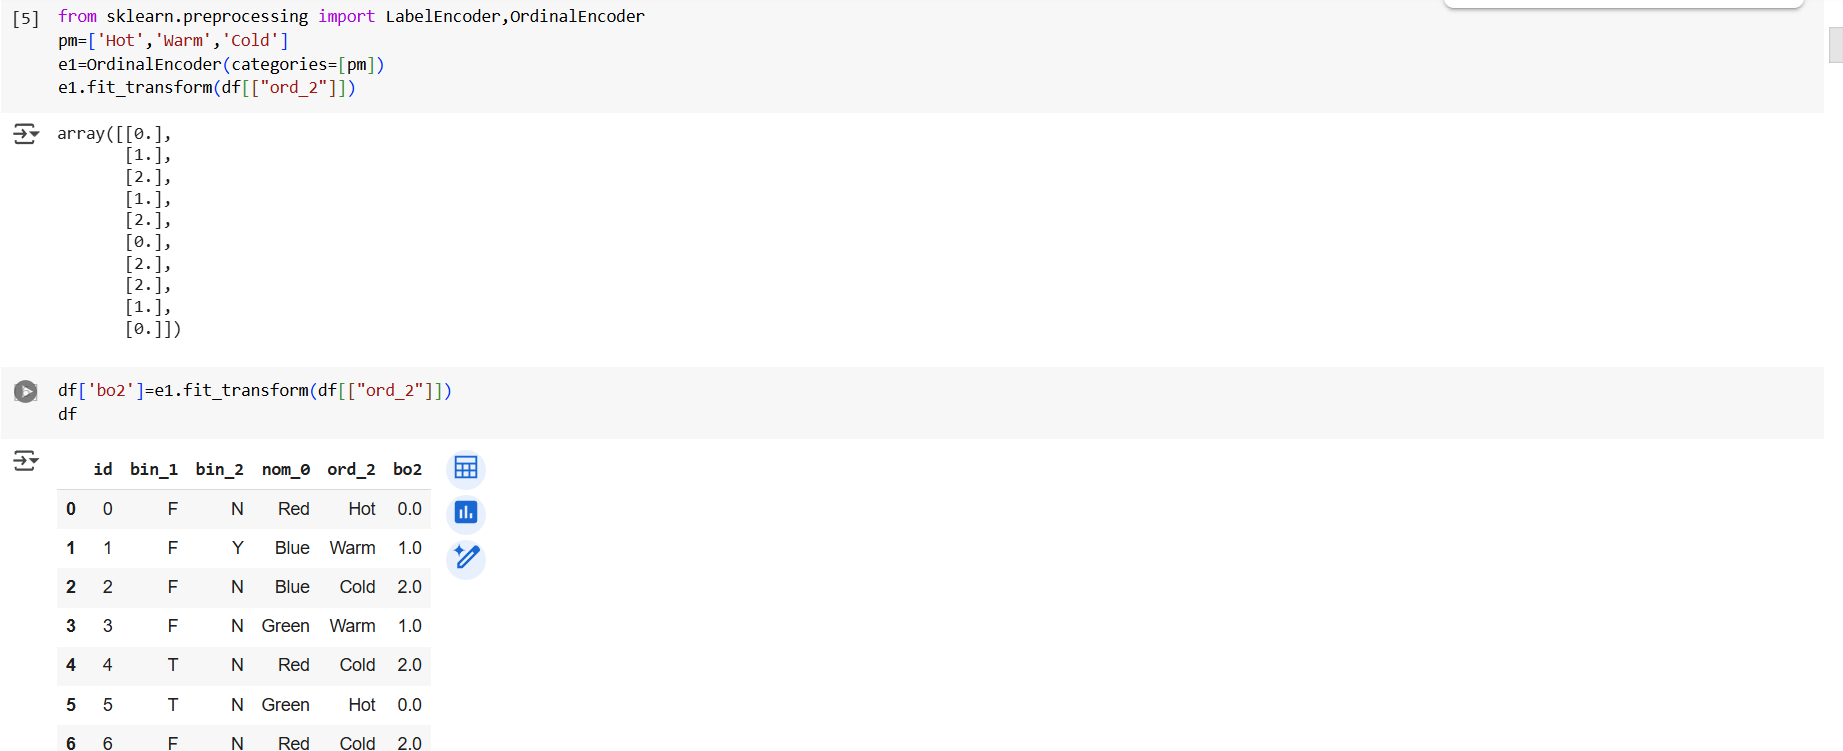 [5] from sklearn.preprocessing import LabelEncoder,OrdinalEncoder
pm=['Hot','Warm','Cold']
e1=OrdinalEncoder(categories=[pm])
e1.fit_transform(df[["ord_2"]])
array([[0.],
[1.],
[2.],
[1.],
[2.],
[0.],
[2.],
[2.],
[1.],
[0.]])
df['bo2']=e1.fit_transform(df[["ord_2"]])
df
id bin_1 bin_2 nom_0 ord_2 bo2
0 0 F N Red Hot 0.0
1 1 F Y Blue Warm 1.0
2 2 F N Blue Cold 2.0
3 3 F N Green Warm 1.0
4 4 T N Red Cold 2.0
5 5 T N Green Hot 0.0
6 6 F N Red Cold 2.0